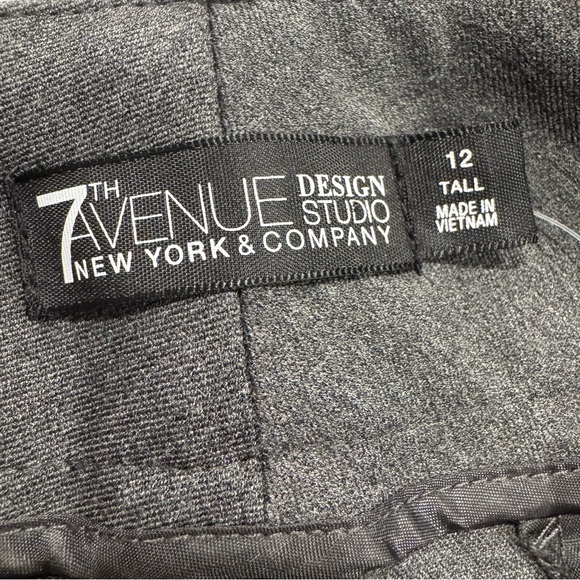 7TH AVENUE DESIGN STUDIO
NEW YORK & COMPANY
12
TALL
MADE IN
VIETNAM